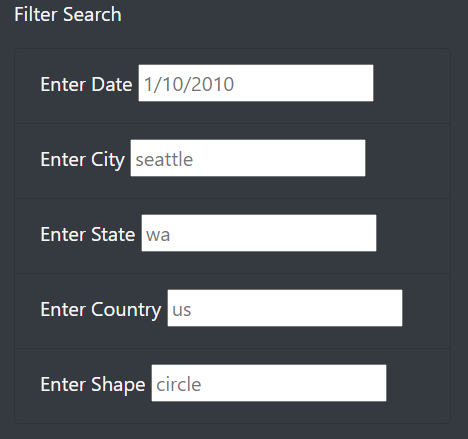 Filter Search
Enter Date 1/10/2010
Enter City seattle
Enter State wa
Enter Country us
Enter Shape circle